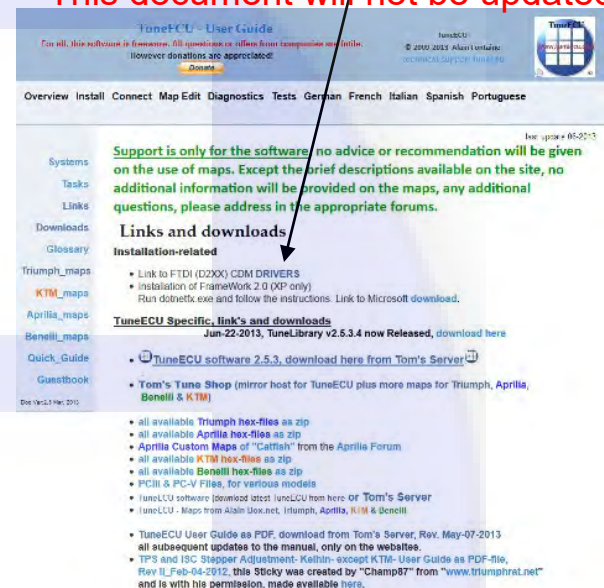 This document will not be updated
TuneECU - User Guide
For all, this software is freeware. All questions or offers from companies are futile.
However donations are appreciated!
Donate
TuneECU
© 2009-2013 Alain Fontaine
TuneECU
Overview Install Connect Map Edit Diagnostics Tests German French Italian Spanish Portuguese
last update 06-2013
Systems
Tasks
Links
Downloads
Glossary
Triumph_maps
KTM_maps
Aprilia_maps
Benelli_maps
Quick_Guide
Guestbook
Support is only for the software, no advice or recommendation will be given
on the use of maps. Except the brief descriptions available on the site, no
additional information will be provided on the maps, any additional
questions, please address in the appropriate forums.
Links and downloads
Installation-related
• Link to FTDI (D2XX) CDM DRIVERS
• Installation of FrameWork 2.0 (XP only)
Run dotnetfx.exe and follow the instructions. Link to Microsoft download.
TuneECU Specific, link's and downloads
Jun-22-2013, TuneLibrary v2.5.3.4 now Released, download here
• TuneECU software 2.5.3, download here from Tom's Server
• Tom's Tune Shop (mirror host for TuneECU plus more maps for Triumph, Aprilia,
Benelli & KTM)
• all available Triumph hex-files as zip
• all available Aprilia hex-files as zip
• Aprilia Custom Maps of "Catfish" from the Aprilia Forum
• all available KTM hex-files as zip
• all available Benelli hex-files as zip
• PCIII & PC-V Files, for various models
• TuneECU software (download latest TuneECU from here or Tom's Server
• TuneECU - Maps from Alain Box.net, Triumph, Aprilia, KTM & Benelli
• TuneECU User Guide as PDF, download from Tom's Server, Rev. May-07-2013
all subsequent updates to the manual, only on the websites.
• TPS and ISC Stepper Adjustment- Keihin- except KTM- User Guide as PDF-file,
Rev II_Feb-04-2012, this Sticky was created by "Champ87" from "www.triumphrat.net"
and is with his permission, made available here.